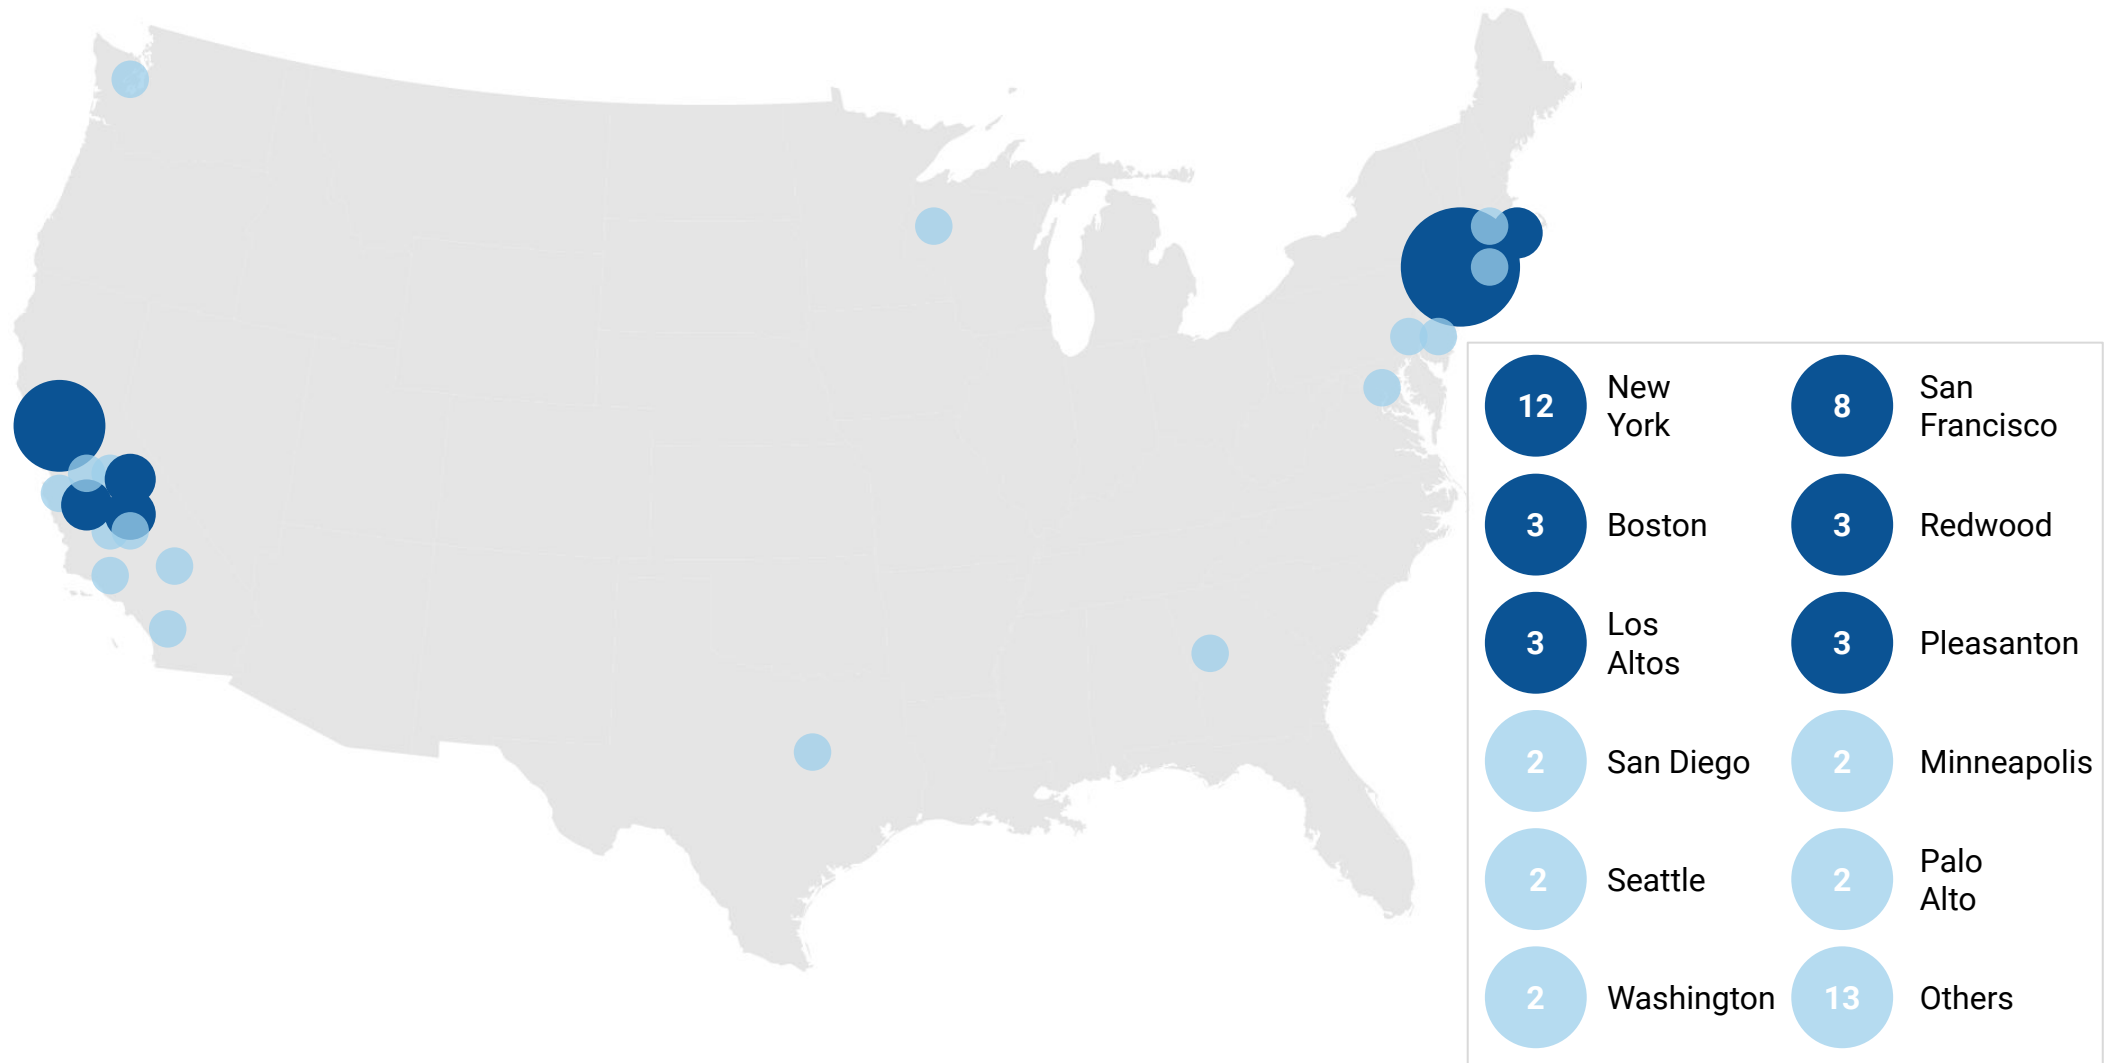 12 New York
8 San Francisco
3 Boston
3 Redwood
3 Los Altos
3 Pleasanton
2 San Diego
2 Minneapolis
2 Seattle
2 Palo Alto
2 Washington
13 Others